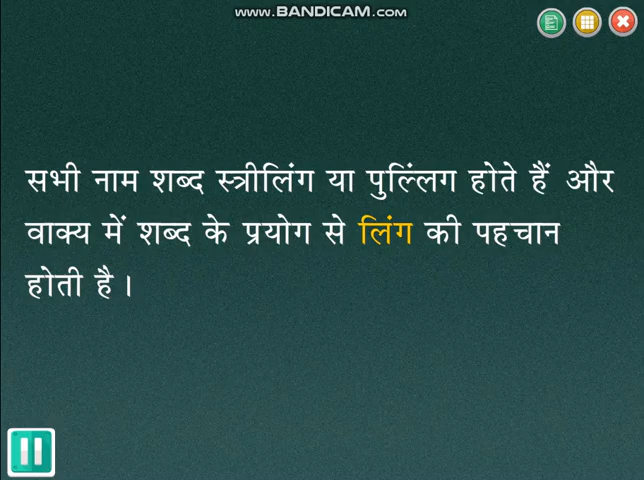 www.BANDICAM.com
सभी नाम शब्द स्त्रीलिंग या पुल्लिंग होते हैं और
वाक्य में शब्द के प्रयोग से लिंग की पहचान
होती है।